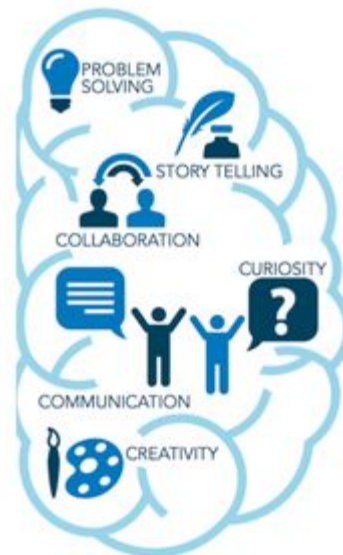 PROBLEM
SOLVING
STORY TELLING
COLLABORATION
CURIOSITY
?
COMMUNICATION
CREATIVITY